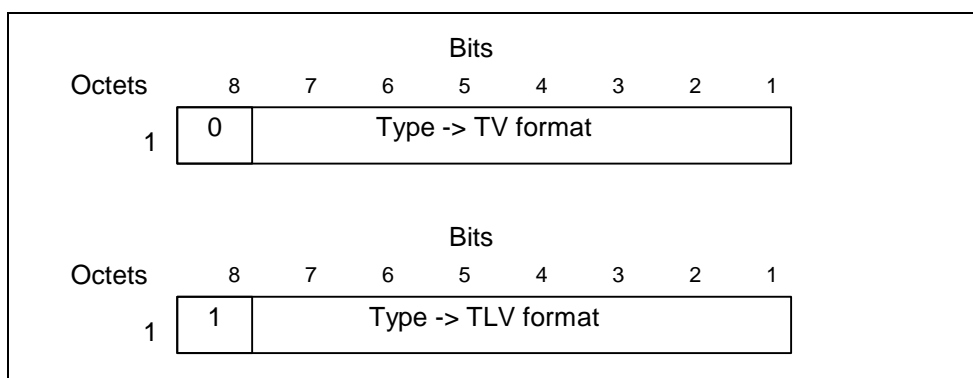 Bits
Octets 8 7 6 5 4 3 2 1
1 0 Type -> TV format
Bits
Octets 8 7 6 5 4 3 2 1
1 1 Type -> TLV format